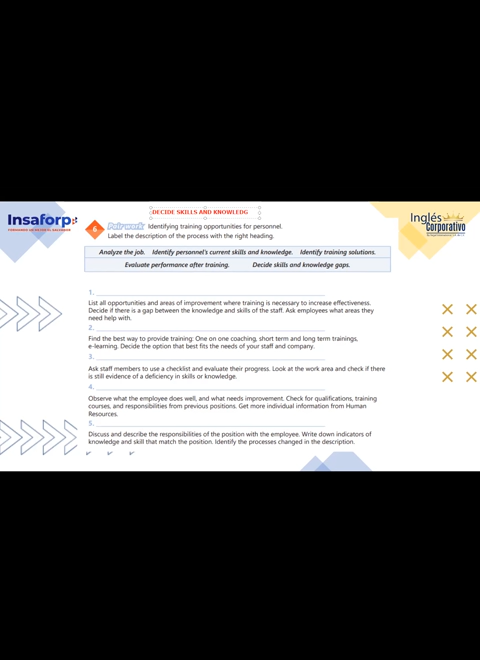 DECIDE SKILLS AND KNOWLEDG
Insaforp
Inglés
Corporativo
6 Pair work Identifying training opportunities for personnel.
Label the description of the process with the right heading.
Analyze the job. Identify personnel's current skills and knowledge. Identify training solutions.
Evaluate performance after training. Decide skills and knowledge gaps.
1.
List all opportunities and areas of improvement where training is necessary to increase effectiveness.
Decide if there is a gap between the knowledge and skills of the staff. Ask employees what areas they
need help with.
2.
Find the best way to provide training: One on one coaching, short term and long term trainings,
e-learning. Decide the option that best fits the needs of your staff and company.
3.
Ask staff members to use a checklist and evaluate their progress. Look at the work area and check if there
is still evidence of a deficiency in skills or knowledge.
4.
Observe what the employee does well, and what needs improvement. Check for qualifications, training
courses, and responsibilities from previous positions. Get more individual information from Human
Resources.
5.
Discuss and describe the responsibilities of the position with the employee. Write down indicators of
knowledge and skill that match the position. Identify the processes changed in the description.